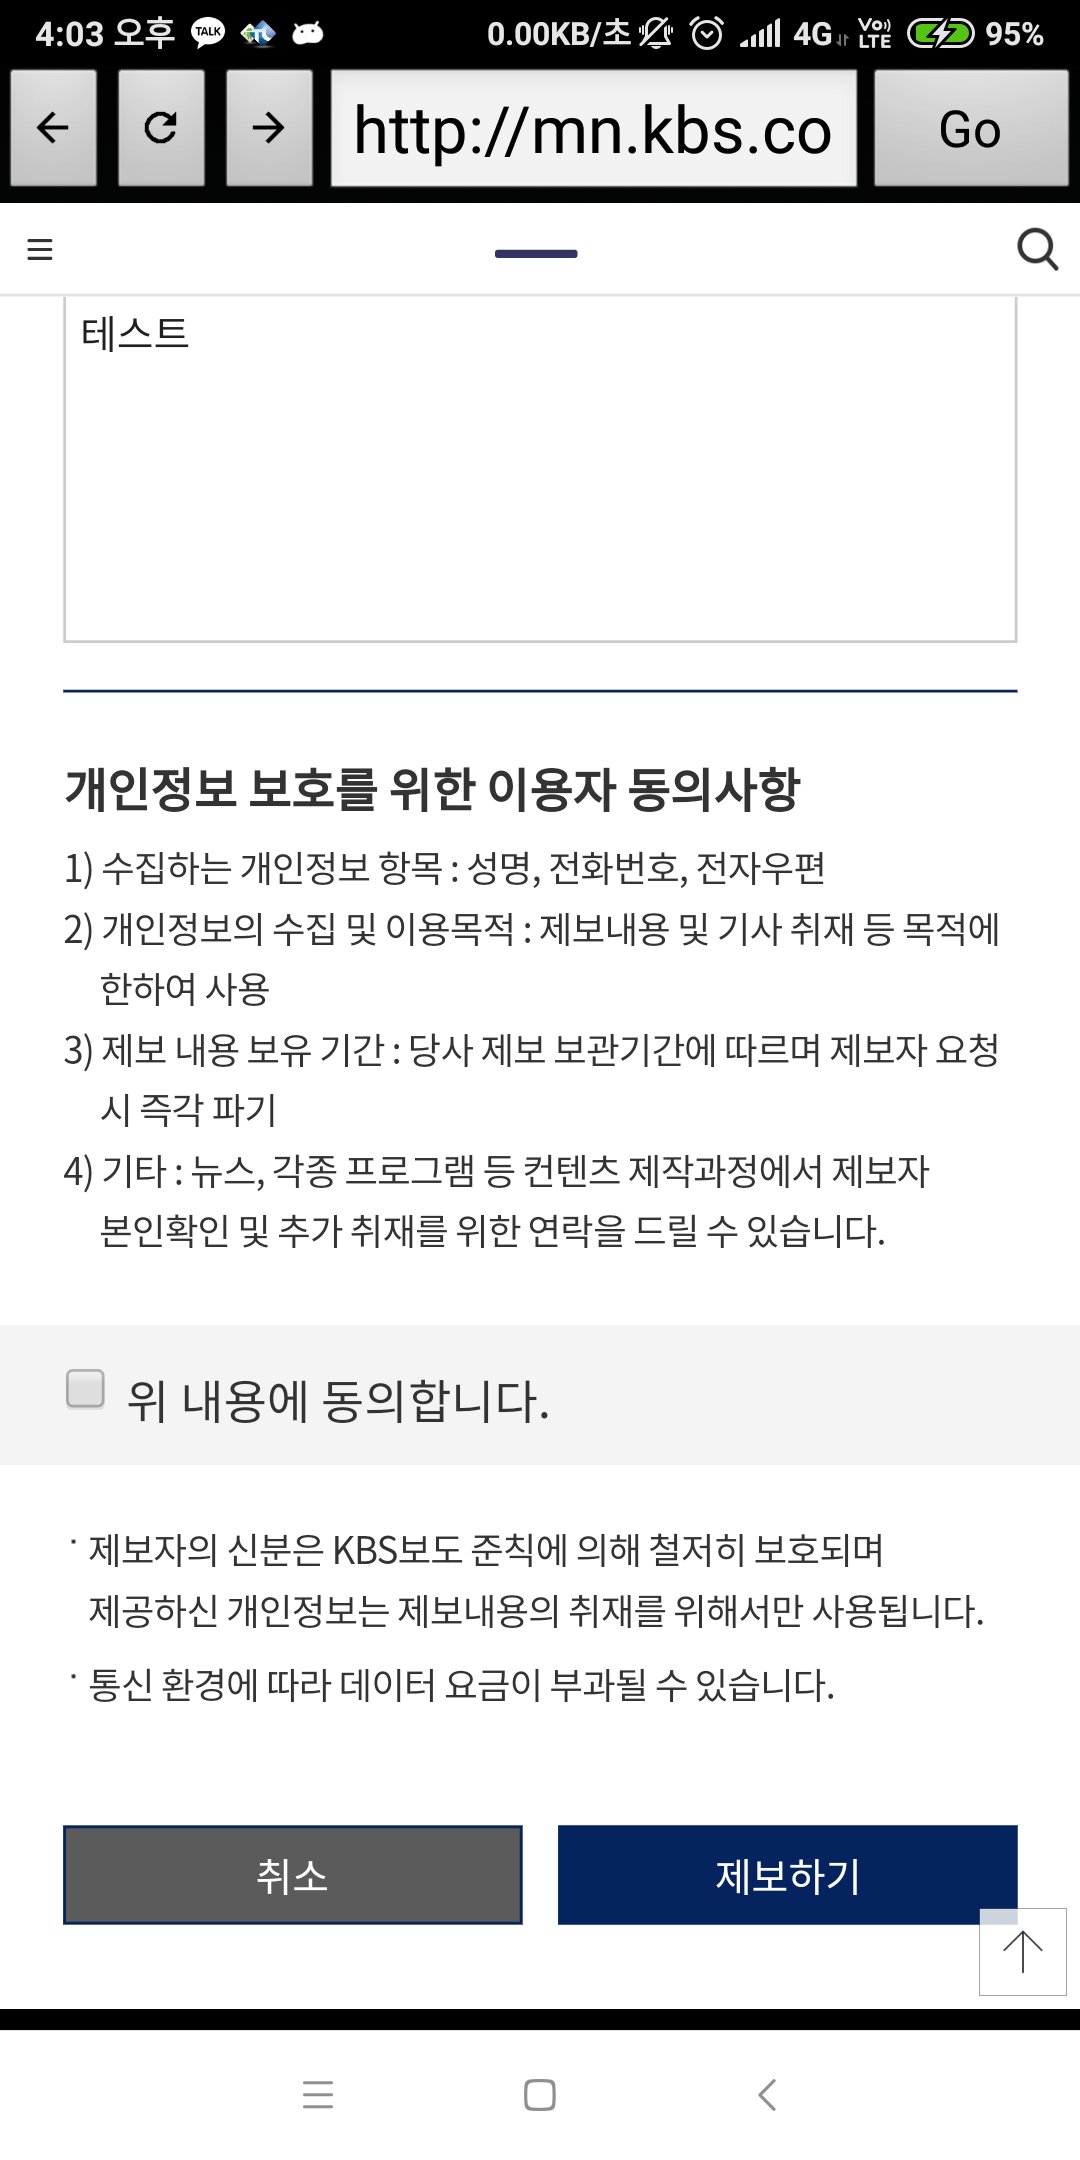 4:03 오후 TALK 0.00KB/초 4G Vo)) LTE 95%
http://mn.kbs.co Go
테스트
개인정보 보호를 위한 이용자 동의사항
1) 수집하는 개인정보 항목 : 성명, 전화번호, 전자우편
2) 개인정보의 수집 및 이용목적 : 제보내용 및 기사 취재 등 목적에
한하여 사용
3) 제보 내용 보유 기간 : 당사 제보 보관기간에 따르며 제보자 요청
시 즉각 파기
4) 기타 : 뉴스, 각종 프로그램 등 컨텐츠 제작과정에서 제보자
본인확인 및 추가 취재를 위한 연락을 드릴 수 있습니다.
위 내용에 동의합니다.
· 제보자의 신분은 KBS보도 준칙에 의해 철저히 보호되며
제공하신 개인정보는 제보내용의 취재를 위해서만 사용됩니다.
· 통신 환경에 따라 데이터 요금이 부과될 수 있습니다.
취소 제보하기